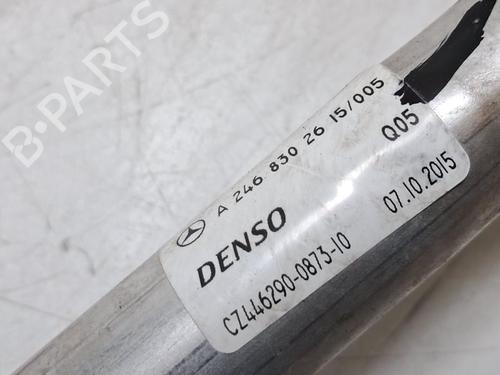 B-PARTS
A 246 830 26 15/005
DENSO
Q05
CZ446290-0873-10
07.10.2015